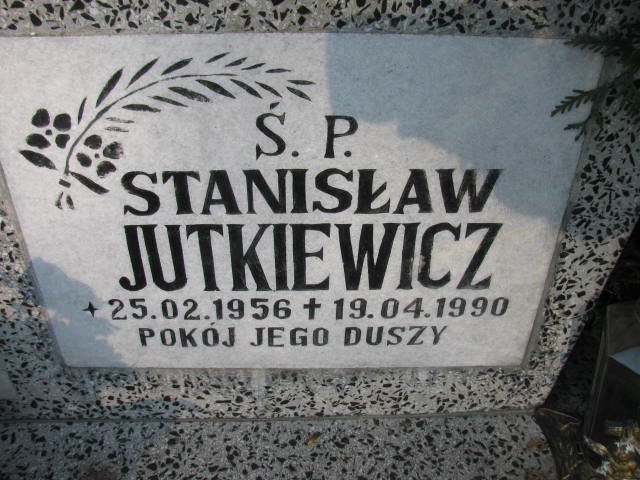 Ś. P.
STANISŁAW
JUTKIEWICZ
25.02.1956 † 19.04.1990
POKÓJ JEGO DUSZY